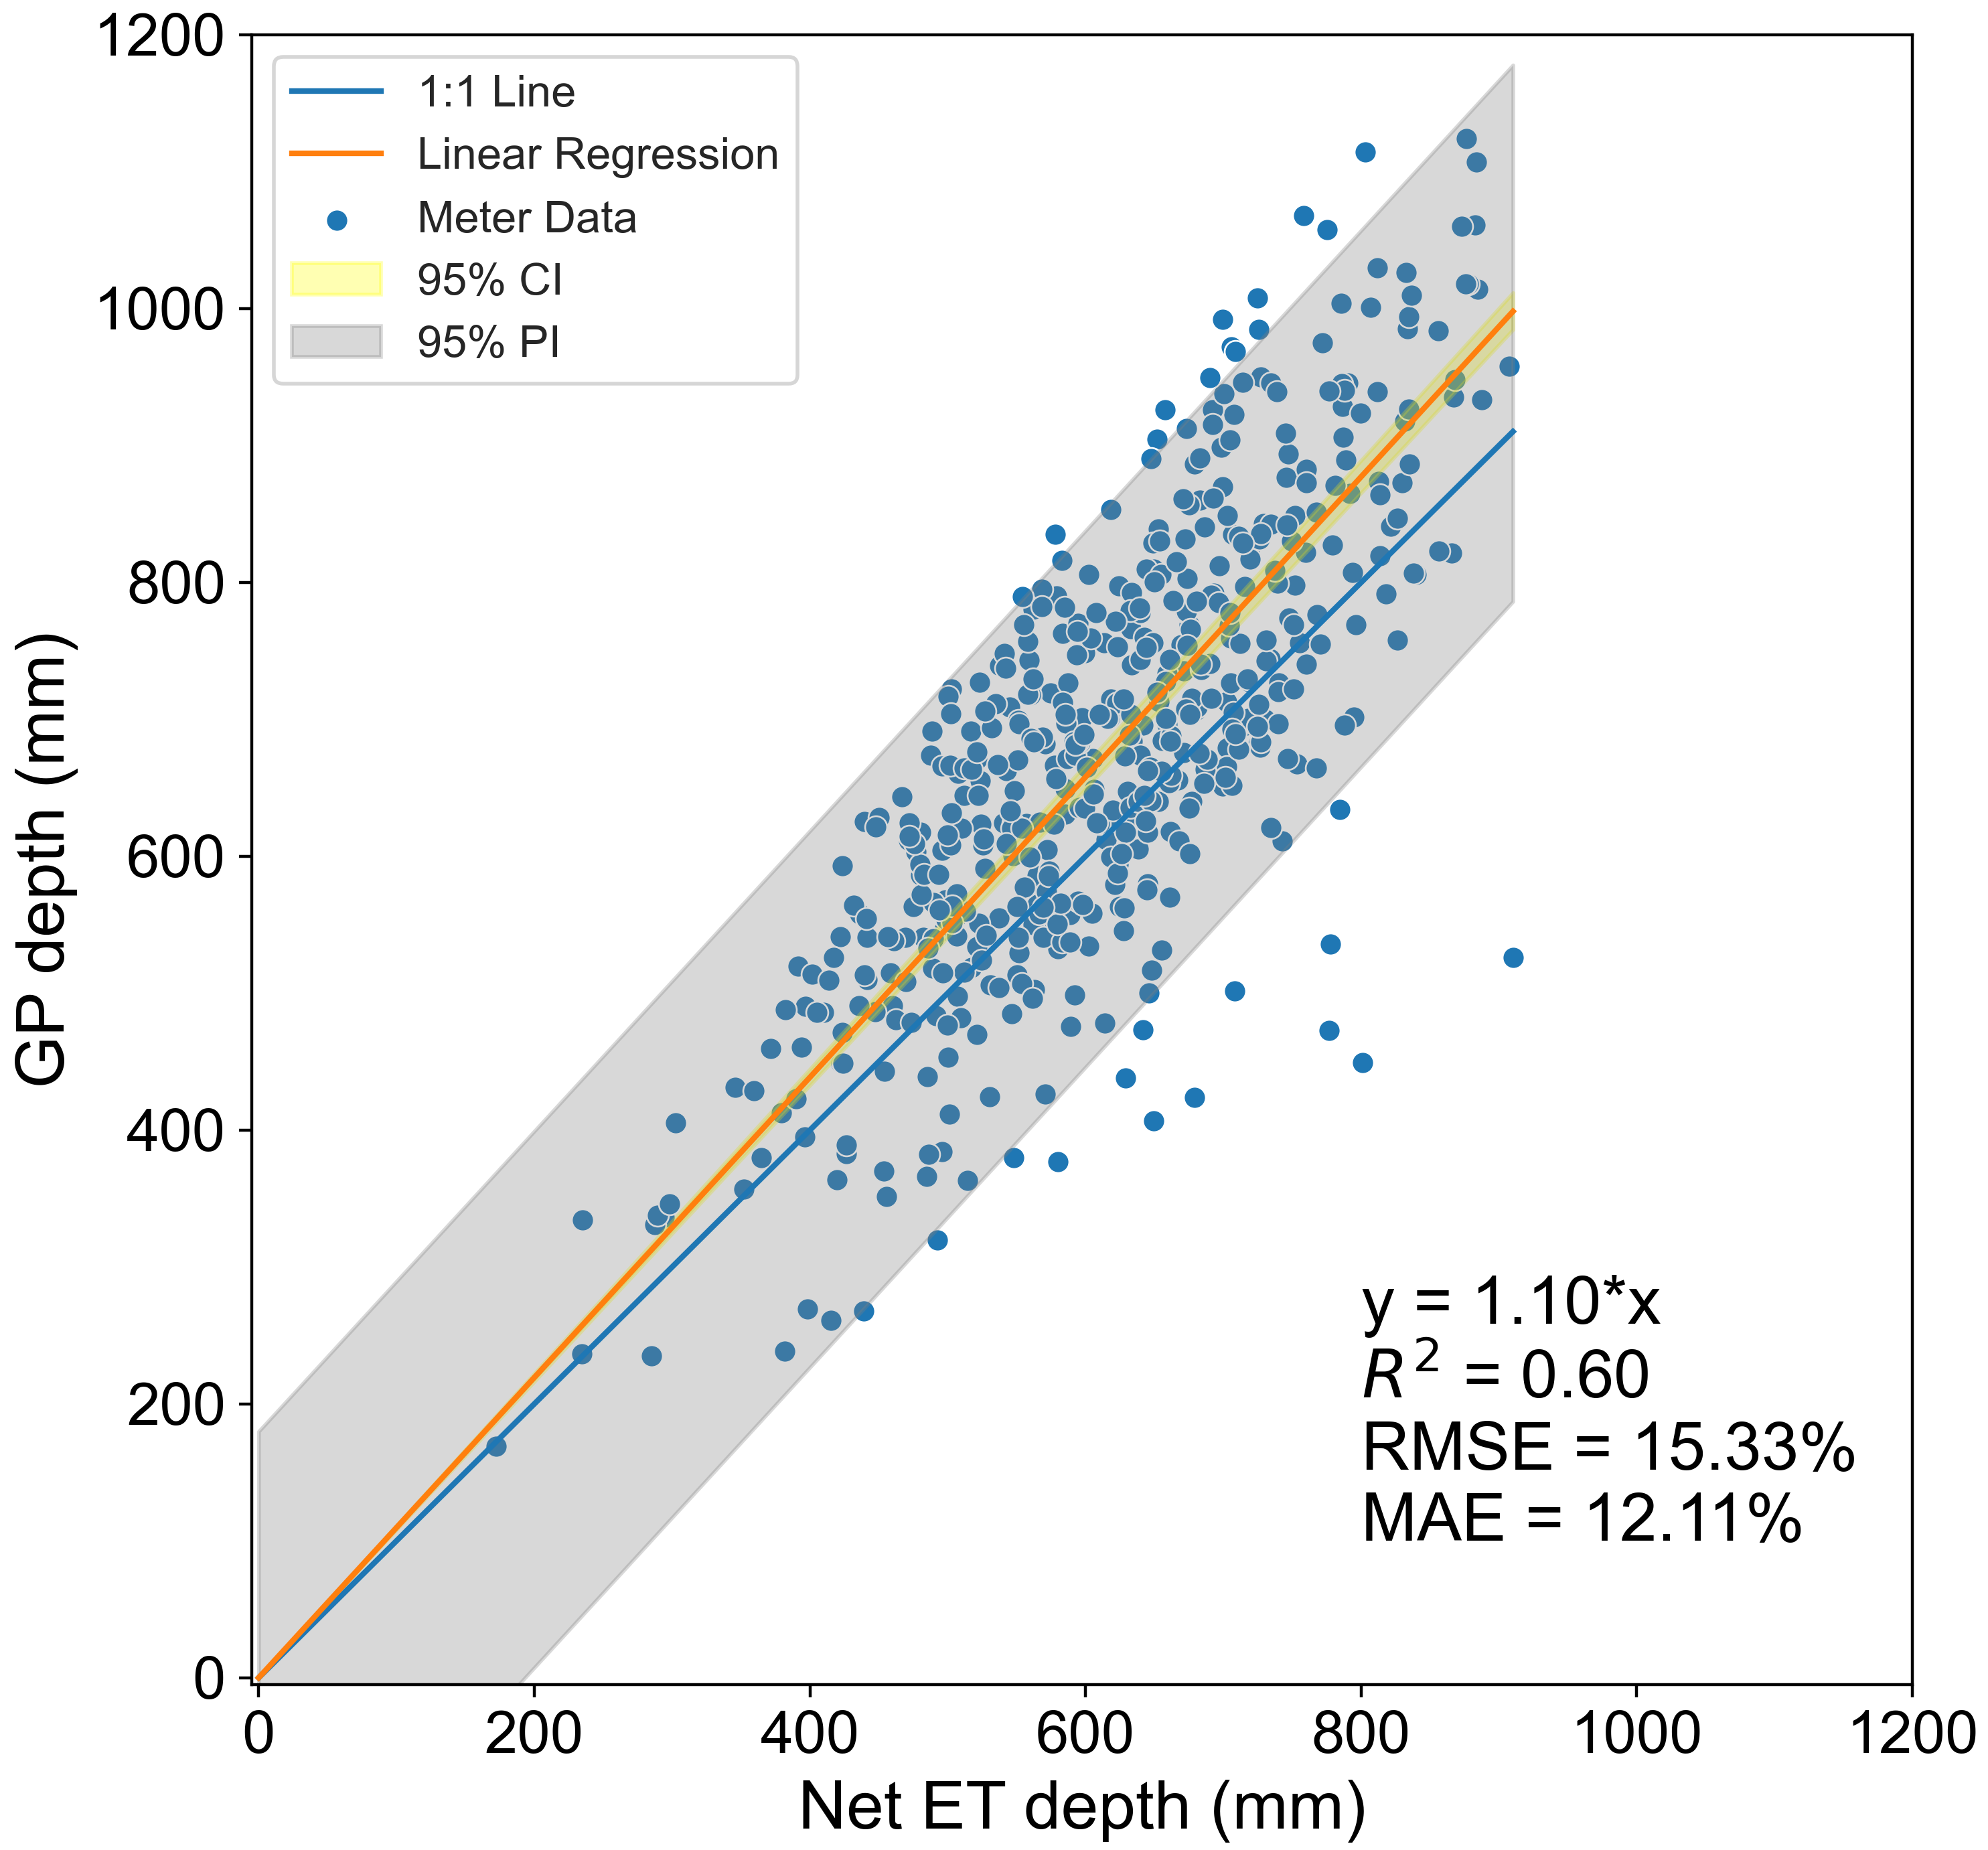 1200
1000
800
600
400
200
0
GP depth (mm)
1:1 Line
Linear Regression
Meter Data
95% CI
95% PI
y = 1.10*x
R² = 0.60
RMSE = 15.33%
MAE = 12.11%
0 200 400 600 800 1000 1200
Net ET depth (mm)